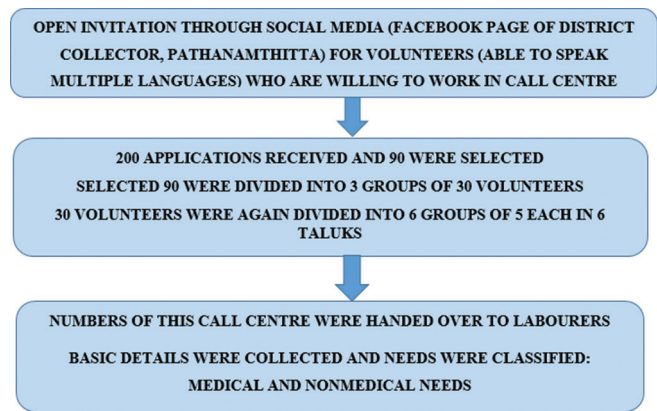 OPEN INVITATION THROUGH SOCIAL MEDIA (FACEBOOK PAGE OF DISTRICT
COLLECTOR, PATHANAMTHITTA) FOR VOLUNTEERS (ABLE TO SPEAK
MULTIPLE LANGUAGES) WHO ARE WILLING TO WORK IN CALL CENTRE
200 APPLICATIONS RECEIVED AND 90 WERE SELECTED
SELECTED 90 WERE DIVIDED INTO 3 GROUPS OF 30 VOLUNTEERS
30 VOLUNTEERS WERE AGAIN DIVIDED INTO 6 GROUPS OF 5 EACH IN 6
TALUKS
NUMBERS OF THIS CALL CENTRE WERE HANDED OVER TO LABOURERS
BASIC DETAILS WERE COLLECTED AND NEEDS WERE CLASSIFIED:
MEDICAL AND NONMEDICAL NEEDS